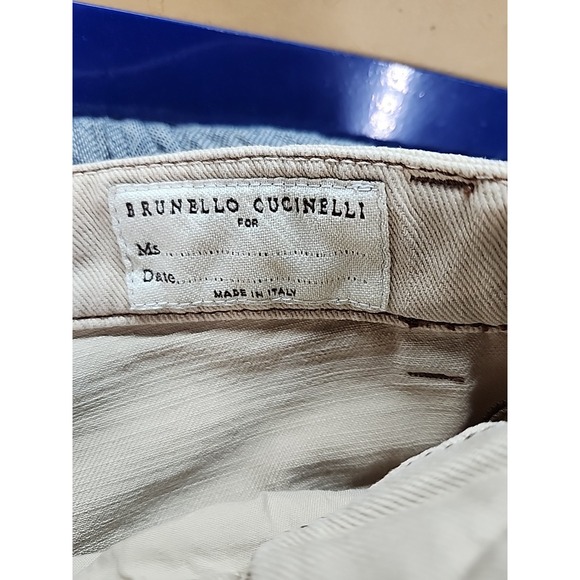 BRUNELLO CUCINELLI
FOR
Ms................................
Date..............................
MADE IN ITALY